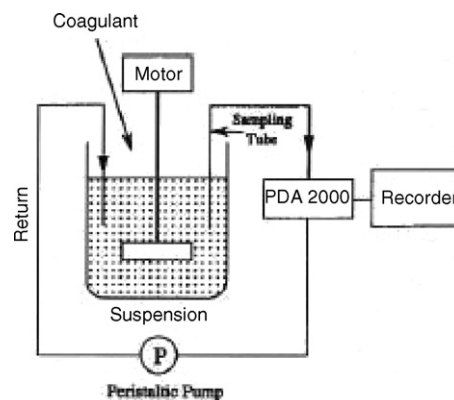 Coagulant
Motor
Sampling
Tube
PDA 2000
Recorder
Return
Suspension
P
Peristaltic Pump